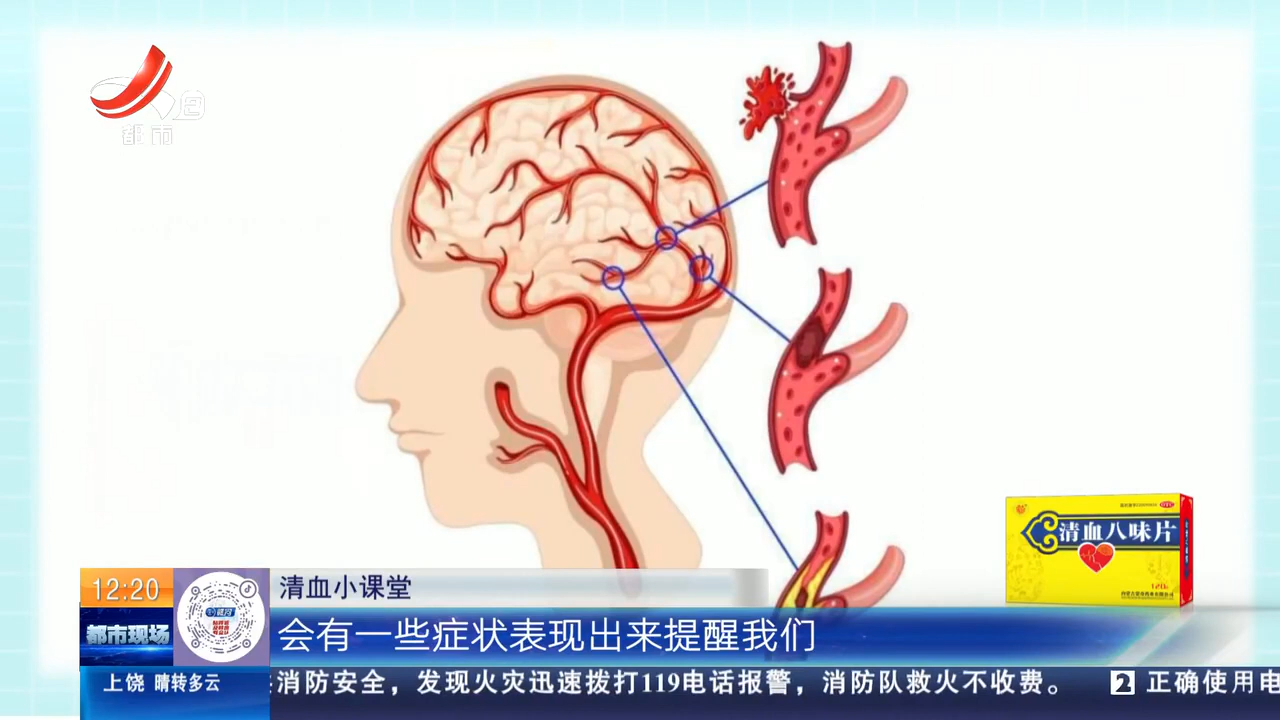 都市
清血八味片
12:20
清血小课堂
都市现场
会有一些症状表现出来提醒我们
上饶 晴转多云
消防安全，发现火灾迅速拨打119电话报警，消防队救火不收费。 2 正确使用电